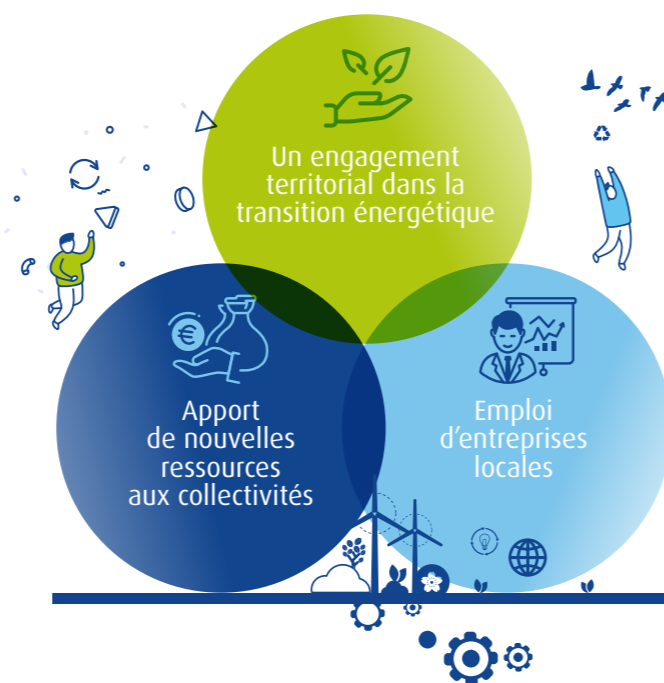 Un engagement
territorial dans la
transition énergétique
€
Apport
de nouvelles
ressources
aux collectivités
Emploi
d’entreprises
locales